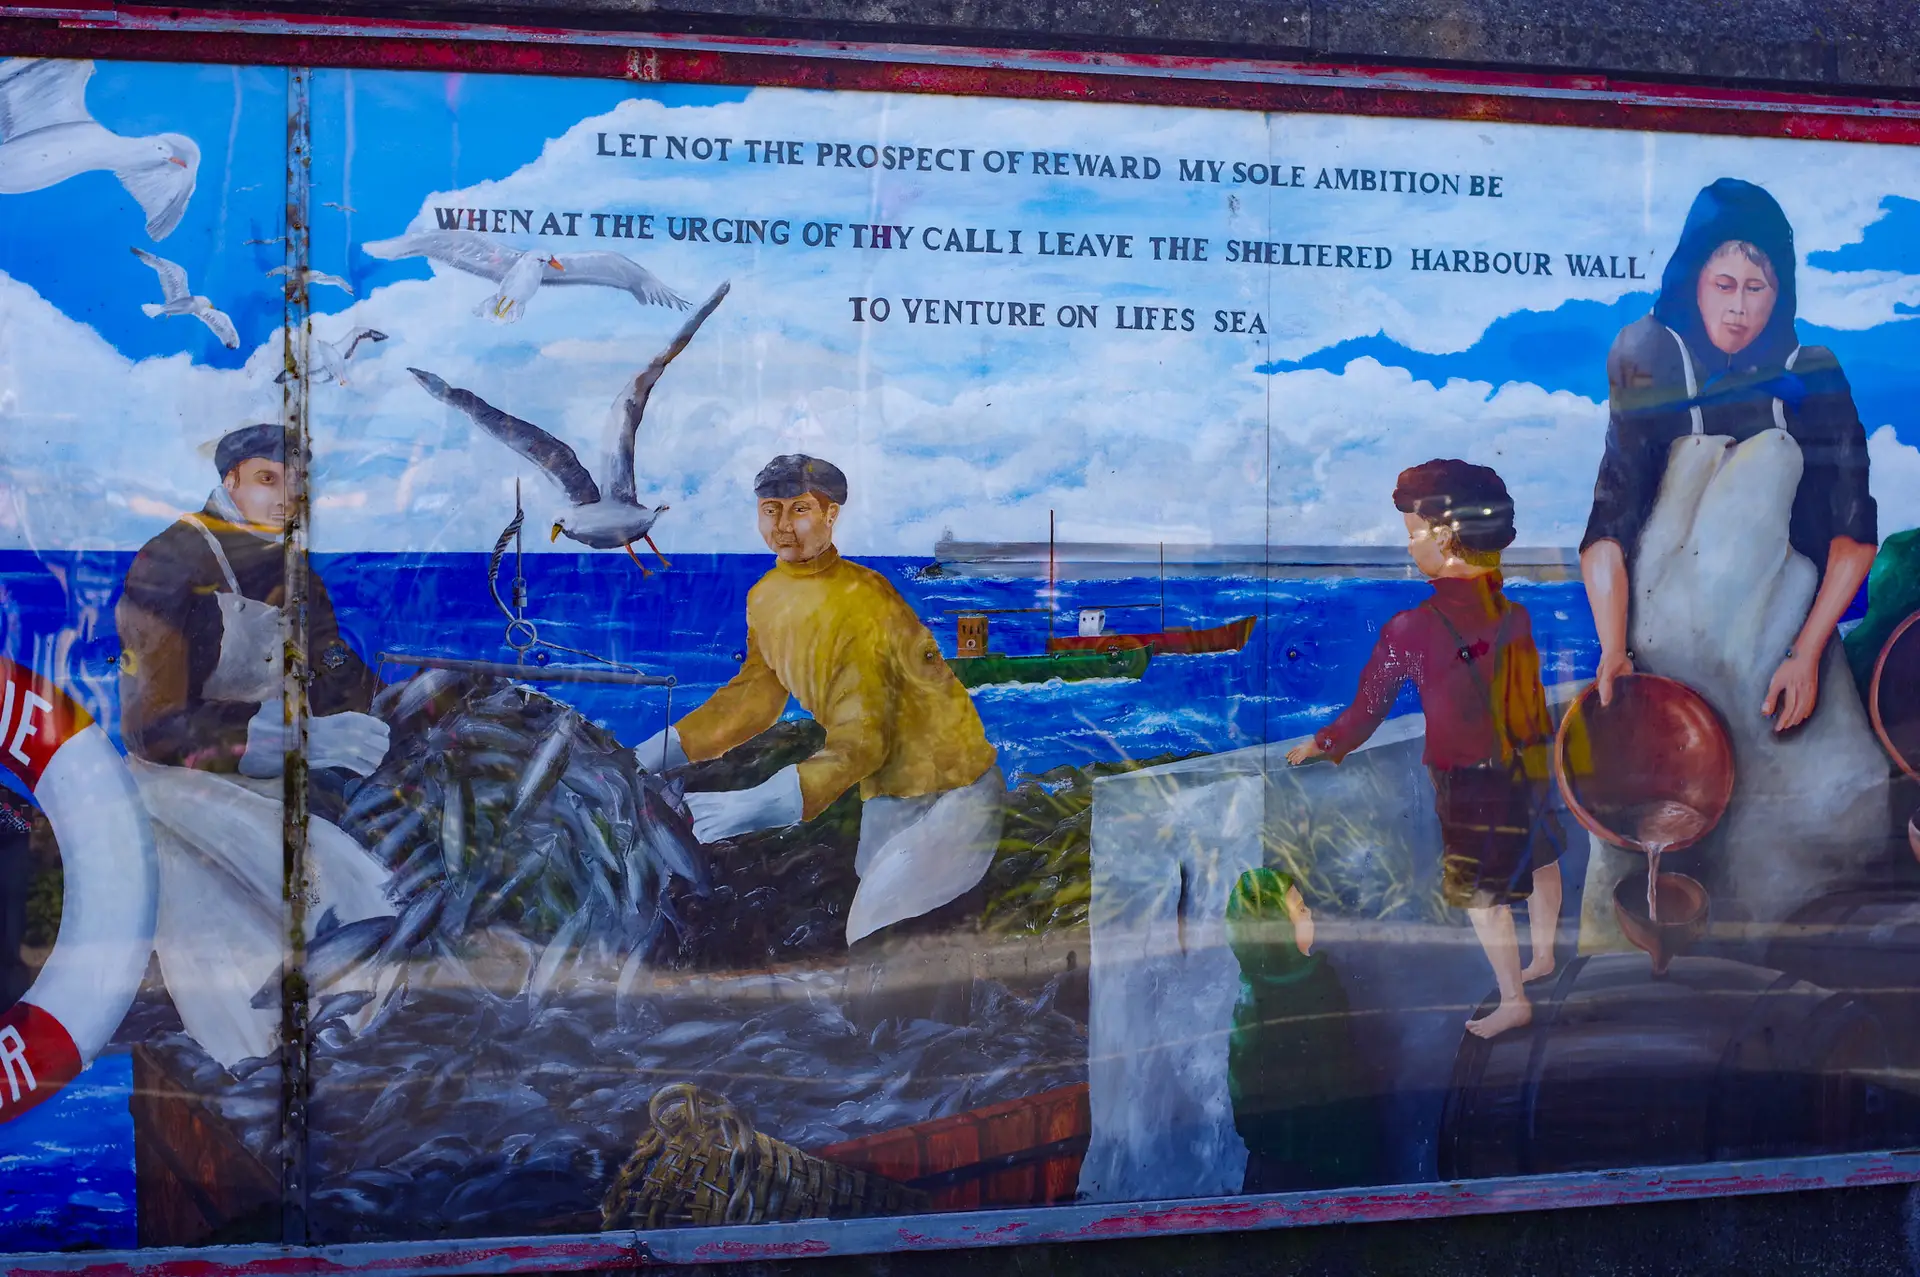 LET NOT THE PROSPECT OF REWARD MY SOLE AMBITION BE
WHEN AT THE URGING OF THY CALL I LEAVE THE SHELTERED HARBOUR WALL
TO VENTURE ON LIFES SEA